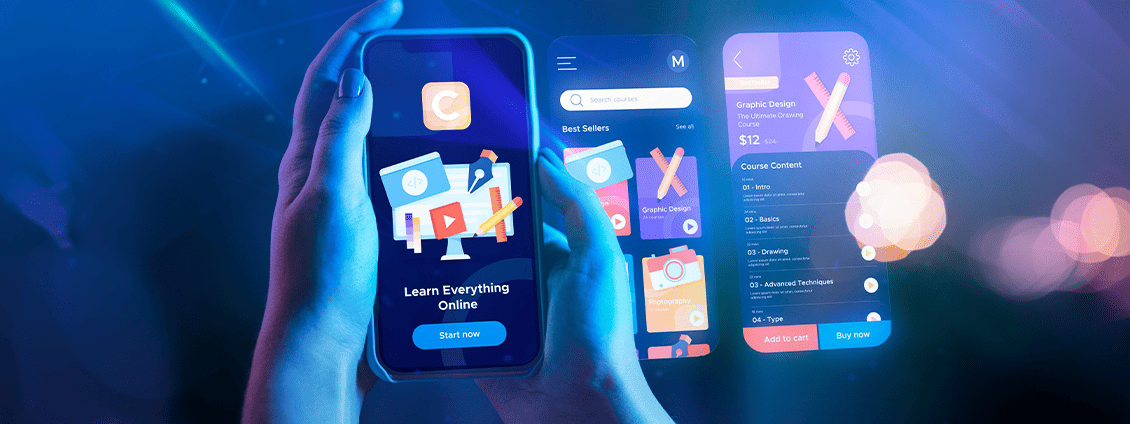 C
Learn Everything
Online
Start now
M
Search courses
Best Sellers
See all
Graphic Design
Photography
Graphic Design
The Ultimate Drawing
Course
$12
Course Content
01 - Intro
02 - Basics
03 - Drawing
03 - Advanced Techniques
04 - Type
Add to cart
Buy now